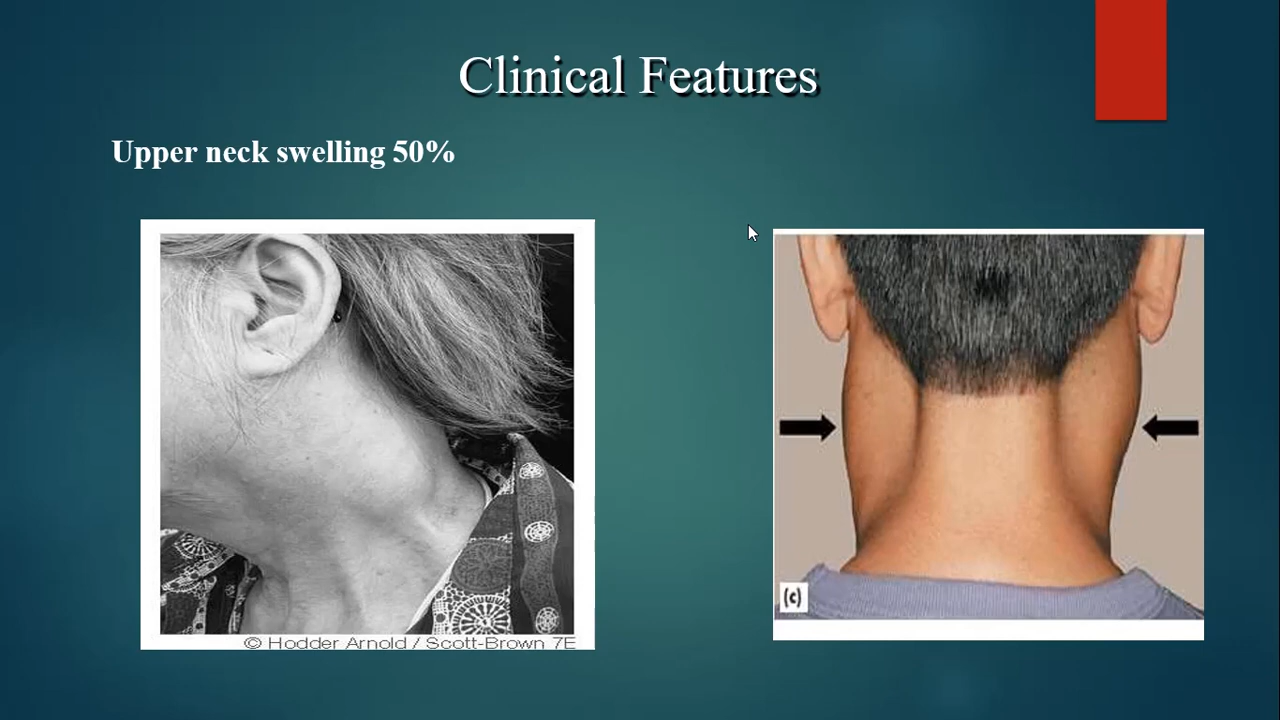 Clinical Features
Upper neck swelling 50%
© Hodder Arnold / Scott-Brown 7E
(c)